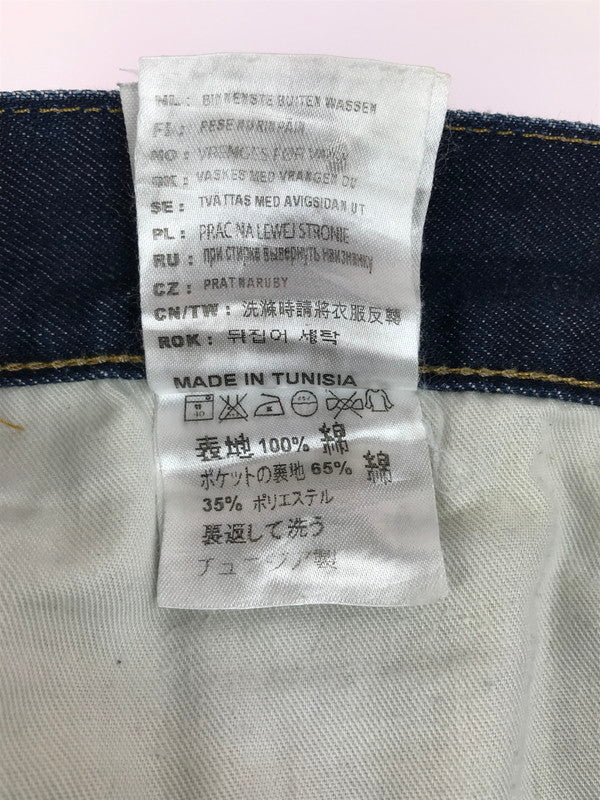 NL: BINNENSTE BUITEN WASSEN
FI: PESE NURINPÄIN
NO: VRENGES FØR VASK
DK: VASKES MED VRANGEN UD
SE: TVATTAS MED AVIGSIDAN UT
PL: PRAC NA LEWEJ STRONIE
RU: при стирке вывернуть наизнанку
CZ: PRAT NARUBY
CN/TW: 洗滌時請將衣服反轉
ROK: 뒤집어 세탁
MADE IN TUNISIA
40
表地 100% 綿
ポケットの裏地 65% 綿
35% ポリエステル
裏返して洗う
チュニジア製